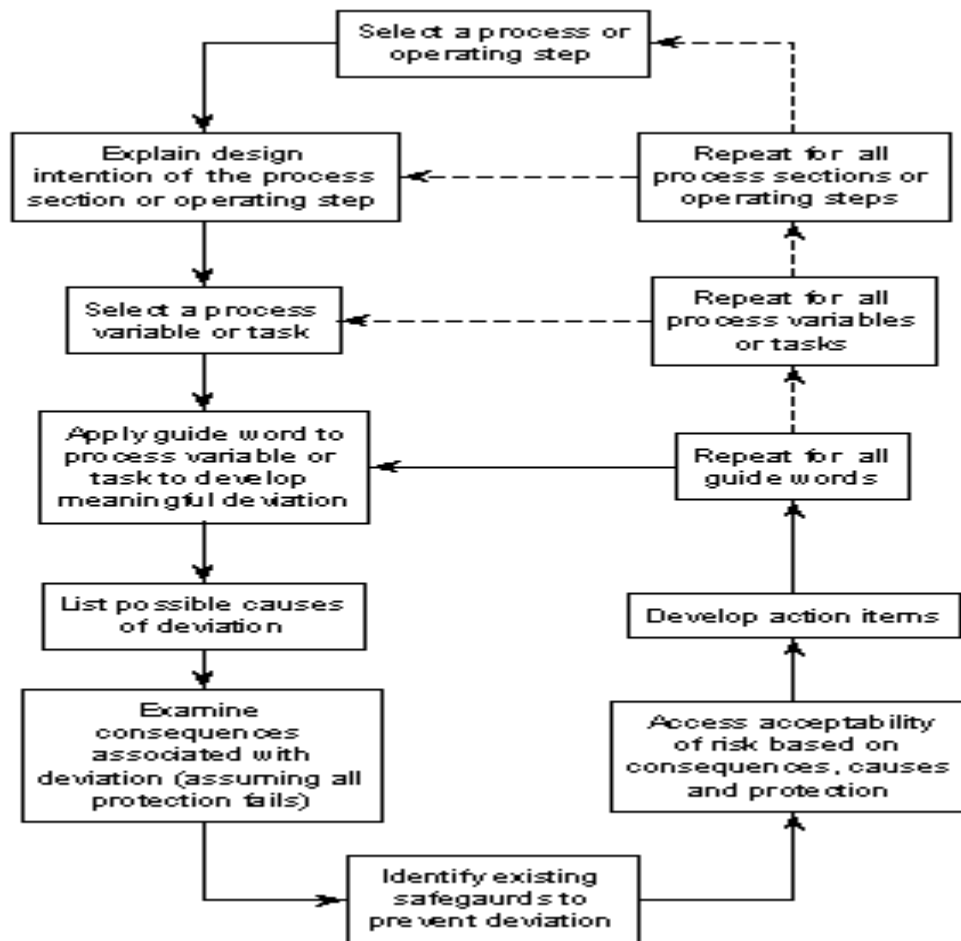 Select a process or
operating step
Explain design
intention of the process
section or operating step
Repeat for all
process sections or
operating steps
Select a process
variable or task
Repeat for all
process variables
or tasks
Apply guide word to
process variable or
task to develop
meaningful deviation
Repeat for all
guide words
List possible causes
of deviation
Develop action items
Examine
consequences
associated with
deviation (assuming all
protection fails)
Access acceptability
of risk based on
consequences, causes
and protection
Identify existing
safegaurds to
prevent deviation